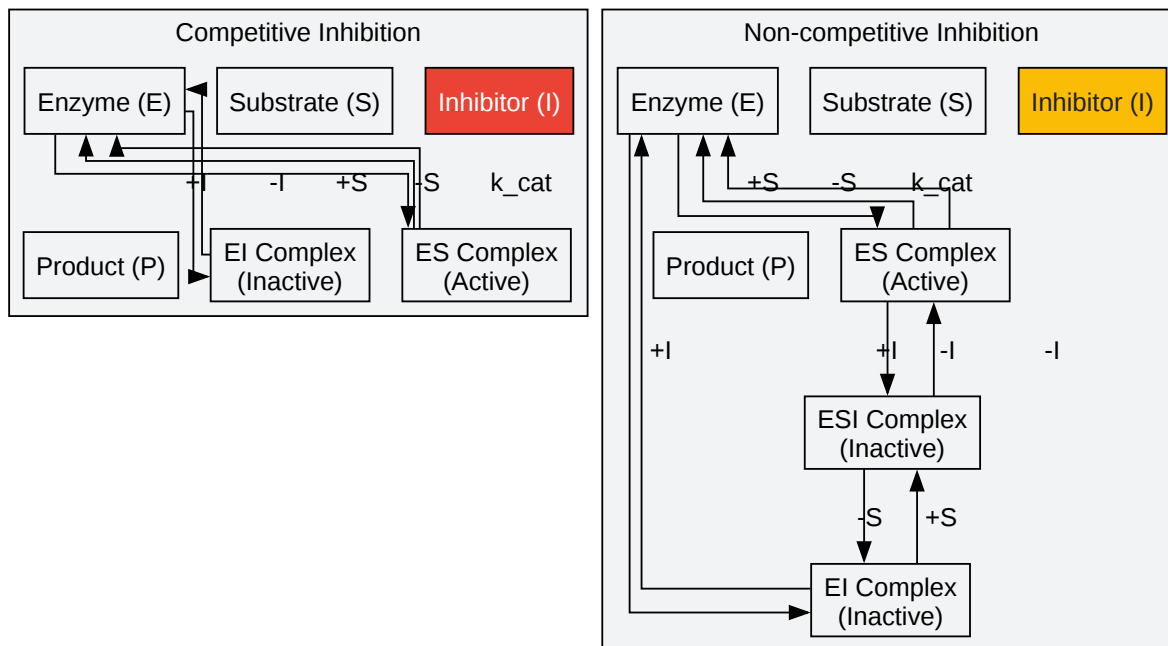 Competitive Inhibition
Enzyme (E)
Substrate (S)
Inhibitor (I)
+I
-I
+S
-S
k_cat
Product (P)
EI Complex
(Inactive)
ES Complex
(Active)
Non-competitive Inhibition
Enzyme (E)
Substrate (S)
Inhibitor (I)
+S
-S
k_cat
Product (P)
ES Complex
(Active)
+I
+I
-I
-I
ESI Complex
(Inactive)
-S
+S
EI Complex
(Inactive)